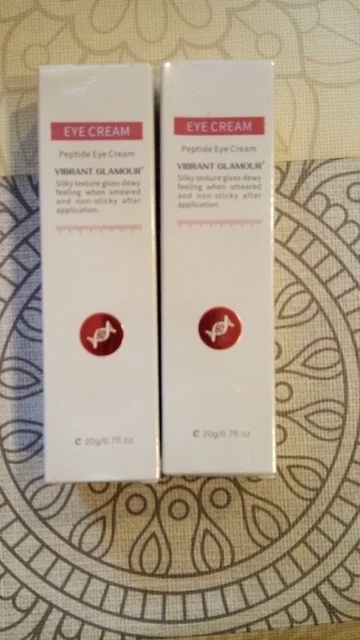 EYE CREAM
Peptide Eye Cream
VIBRANT GLAMOUR®
Silky texture gives dewy
feeling when smeared
and non-sticky after
application.
℮ 20g/0.7fl oz
EYE CREAM
Peptide Eye Cream
VIBRANT GLAMOUR®
Silky texture gives dewy
feeling when smeared
and non-sticky after
application.
℮ 20g/0.7fl oz